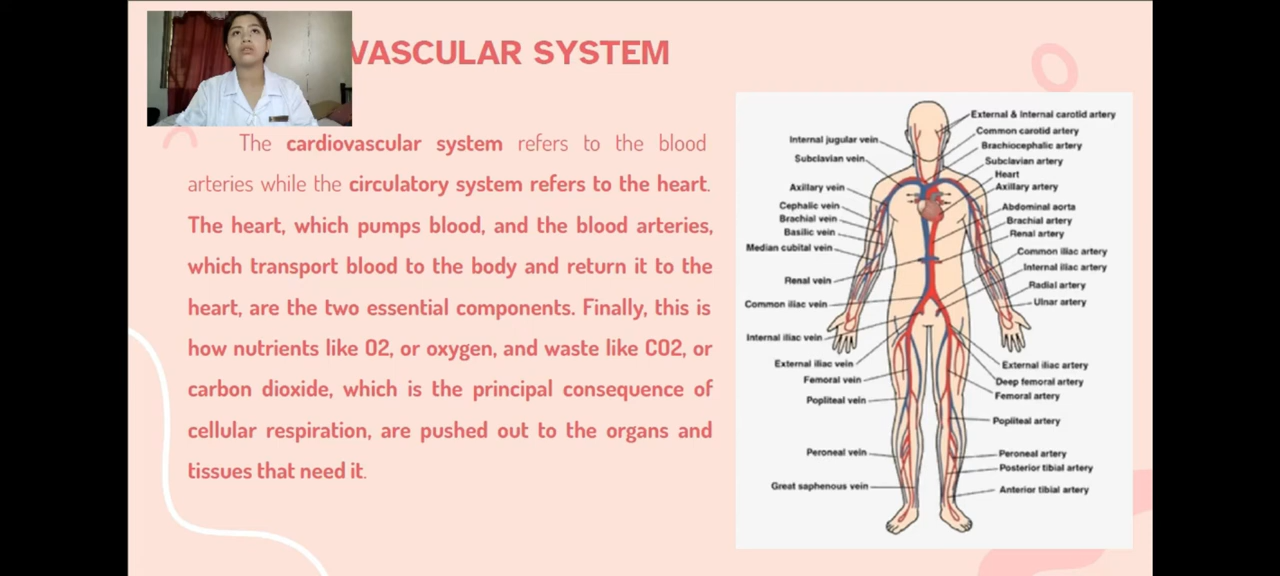 VASCULAR SYSTEM
The cardiovascular system refers to the blood
arteries while the circulatory system refers to the heart.
The heart, which pumps blood, and the blood arteries,
which transport blood to the body and return it to the
heart, are the two essential components. Finally, this is
how nutrients like O2, or oxygen, and waste like CO2, or
carbon dioxide, which is the principal consequence of
cellular respiration, are pushed out to the organs and
tissues that need it.
Internal jugular vein
Subclavian vein
Axillary vein
Cephalic vein
Brachial vein
Basilic vein
Median cubital vein
Renal vein
Common iliac vein
Internal iliac vein
External iliac vein
Femoral vein
Popliteal vein
Peroneal vein
Great saphenous vein
External & Internal carotid artery
Common carotid artery
Brachiocephalic artery
Subclavian artery
Heart
Axillary artery
Abdominal aorta
Brachial artery
Renal artery
Common iliac artery
Internal iliac artery
Radial artery
Ulnar artery
External iliac artery
Deep femoral artery
Femoral artery
Popliteal artery
Peroneal artery
Posterior tibial artery
Anterior tibial artery